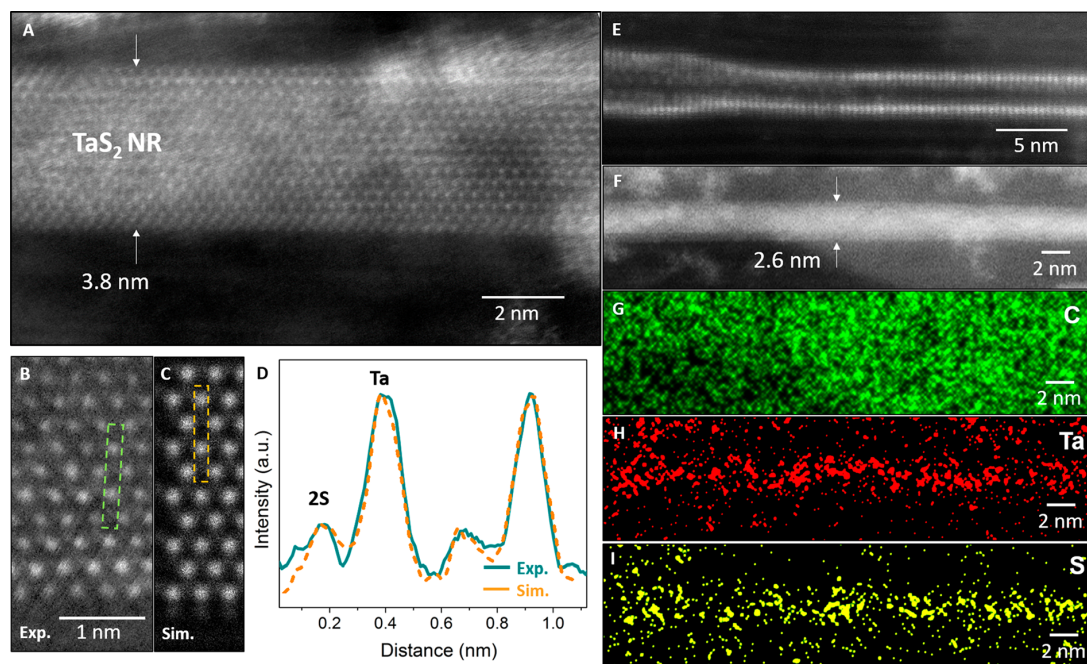 A
TaS₂ NR
3.8 nm
2 nm
B
Exp.
1 nm
C
Sim.
D
Ta
2S
Exp.
Sim.
Intensity (a.u.)
0.2 0.4 0.6 0.8 1.0
Distance (nm)
E
5 nm
F
2.6 nm
2 nm
G
C
2 nm
H
Ta
2 nm
I
S
2 nm